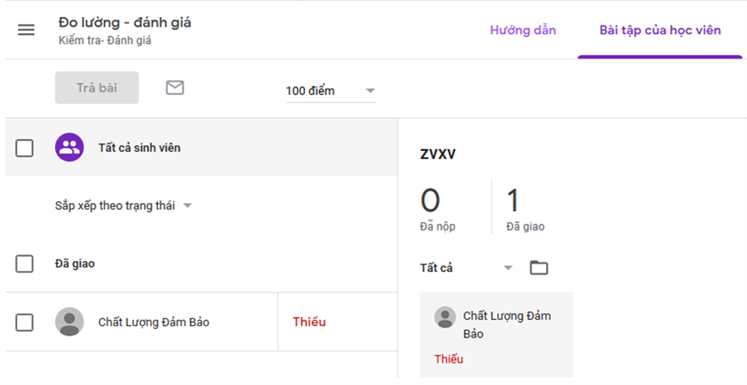 Đo lường - đánh giá
Kiểm tra- Đánh giá
Hướng dẫn
Bài tập của học viên
Trả bài
100 điểm
Tất cả sinh viên
Sắp xếp theo trạng thái
Đã giao
Chất Lượng Đảm Bảo
Thiếu
ZVXV
0
1
Đã nộp
Đã giao
Tất cả
Chất Lượng Đảm
Bảo
Thiếu